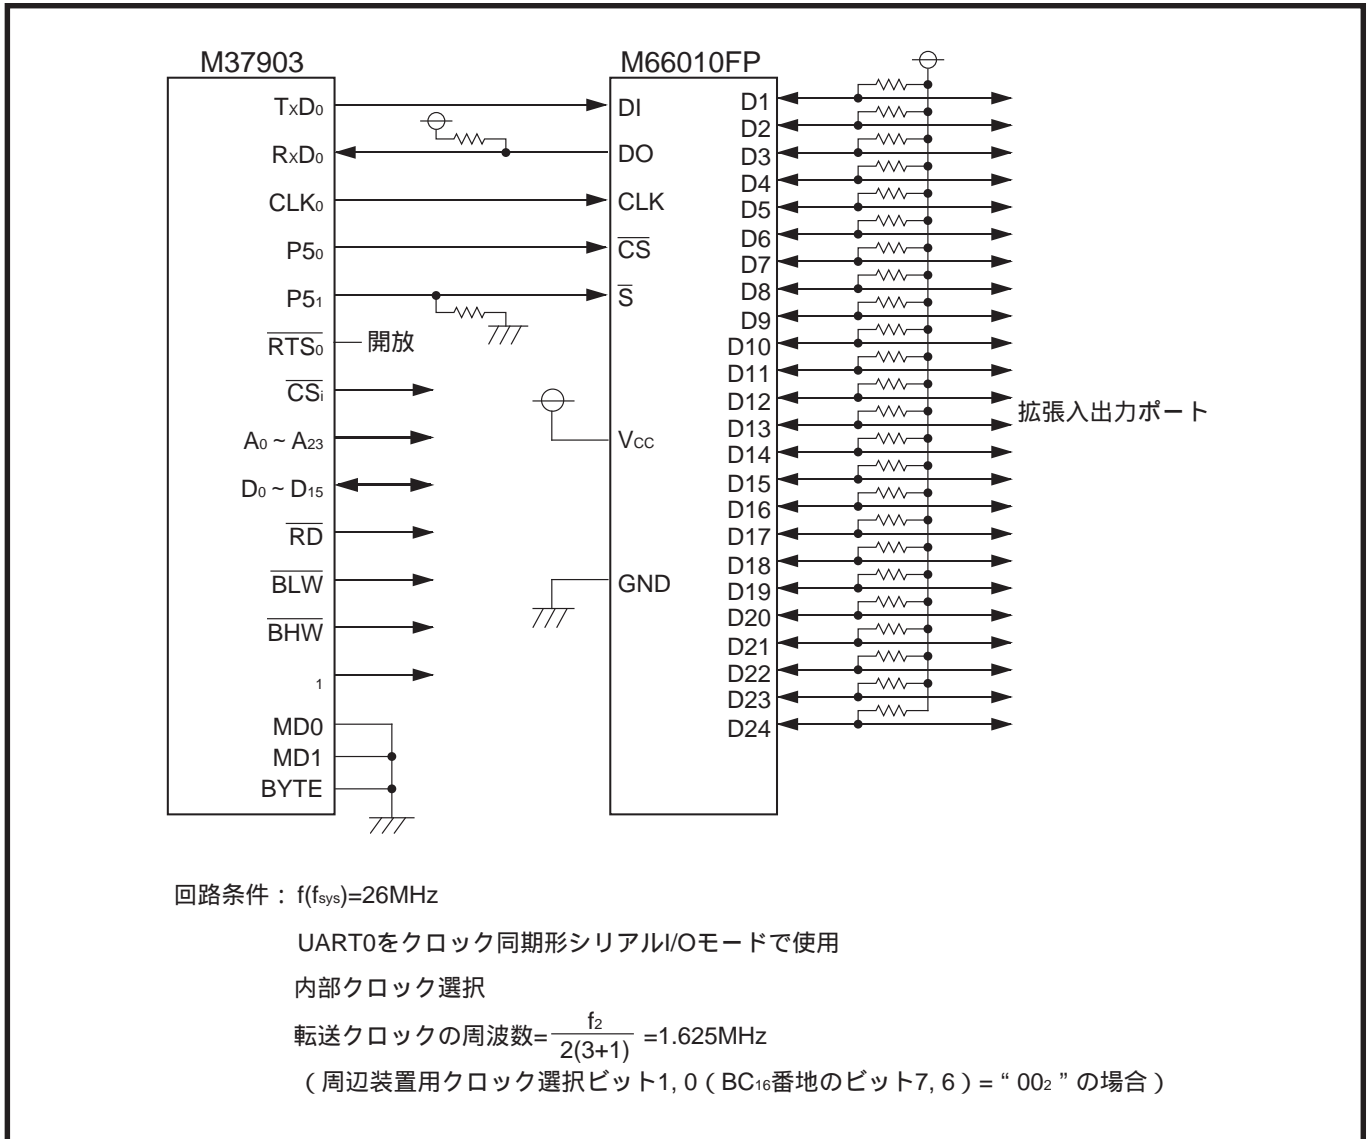 M37903
TxD0
RxD0
CLK0
P50
P51
RTS0
開放
CSi
A0 ~ A23
D0 ~ D15
RD
BLW
BHW
1
MD0
MD1
BYTE
M66010FP
DI
DO
CLK
CS
S
VCC
GND
D1
D2
D3
D4
D5
D6
D7
D8
D9
D10
D11
D12
D13
D14
D15
D16
D17
D18
D19
D20
D21
D22
D23
D24
拡張入出力ポート
回路条件：f(fsys)=26MHz
UART0をクロック同期形シリアルI/Oモードで使用
内部クロック選択
転送クロックの周波数= f2 / 2(3+1) =1.625MHz
（周辺装置用クロック選択ビット1, 0（BC16番地のビット7, 6）= “ 002 ” の場合）